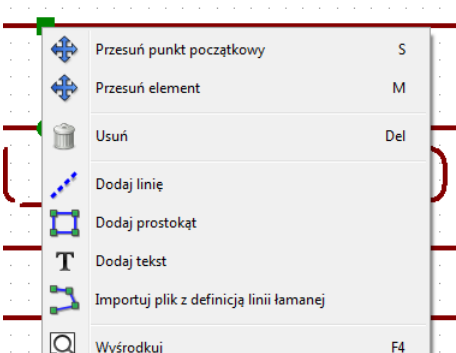 Przesuń punkt początkowy S
Przesuń element M
Usuń Del
Dodaj linię
Dodaj prostokąt
T Dodaj tekst
Importuj plik z definicją linii łamanej
Wyśrodkuj F4